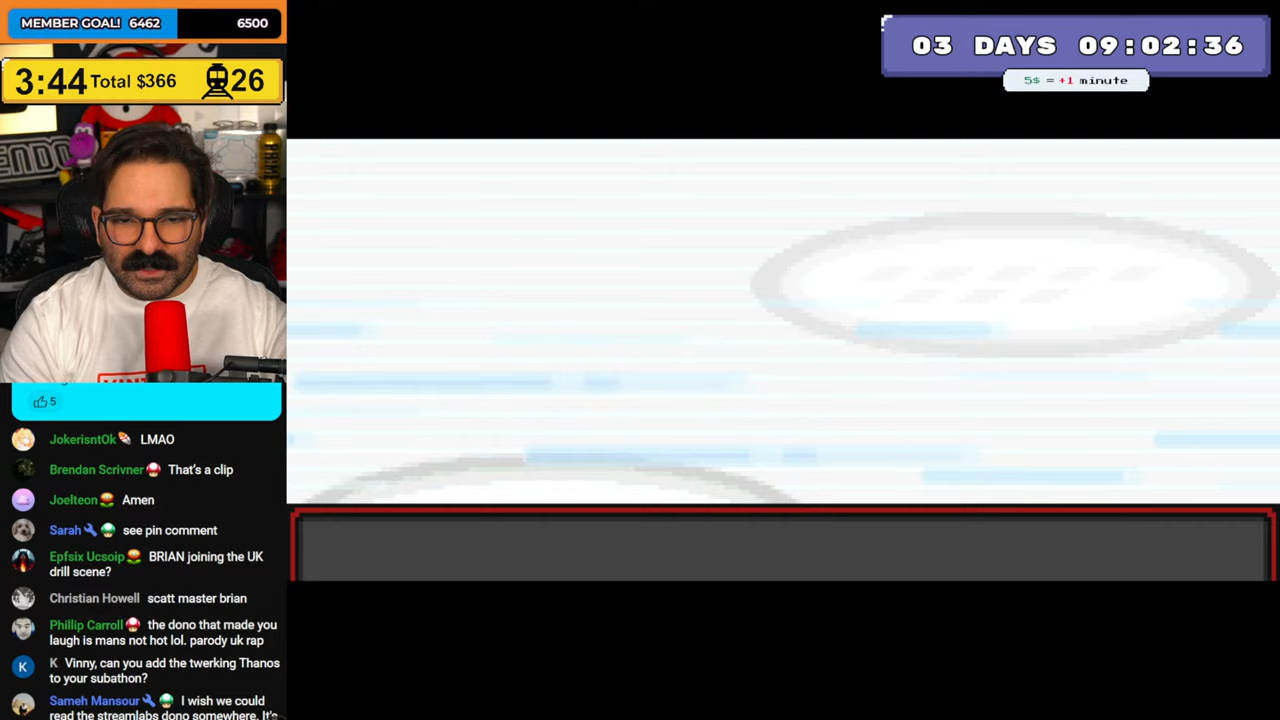 MEMBER GOAL! 6462 6500
03 DAYS 09:02:36
3:44 Total $366 26
5$ = +1 minute
ENDO
5
JokerisntOk LMAO
Brendan Scrivner That's a clip
Joelteon Amen
Sarah see pin comment
Epfsix Ucsoip BRIAN joining the UK
drill scene?
Christian Howell scatt master brian
Phillip Carroll the dono that made you
laugh is mans not hot lol. parody uk rap
K K Vinny, can you add the twerking Thanos
to your subathon?
Sameh Mansour I wish we could
read the streamlabs dono somewhere. It's